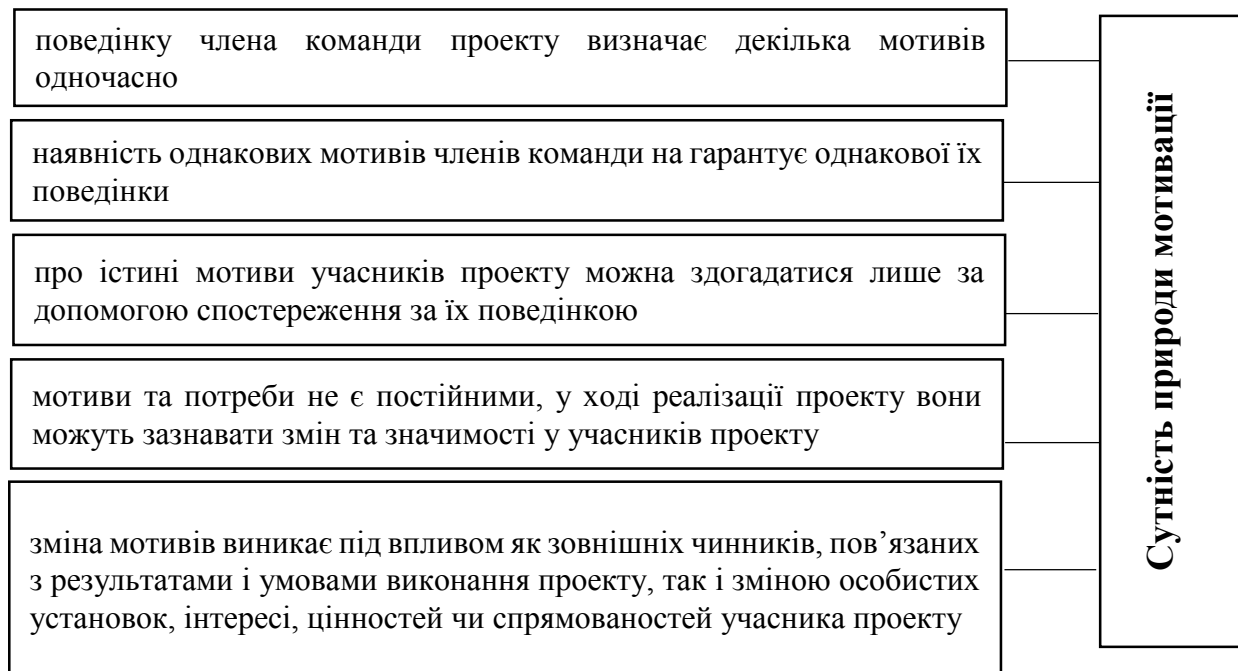 поведінку члена команди проекту визначає декілька мотивів
одночасно
наявність однакових мотивів членів команди на гарантує однакової їх
поведінки
про істині мотиви учасників проекту можна здогадатися лише за
допомогою спостереження за їх поведінкою
мотиви та потреби не є постійними, у ході реалізації проекту вони
можуть зазнавати змін та значимості у учасників проекту
зміна мотивів виникає під впливом як зовнішніх чинників, пов’язаних
з результатами і умовами виконання проекту, так і зміною особистих
установок, інтересі, цінностей чи спрямованостей учасника проекту
Сутність природи мотивації